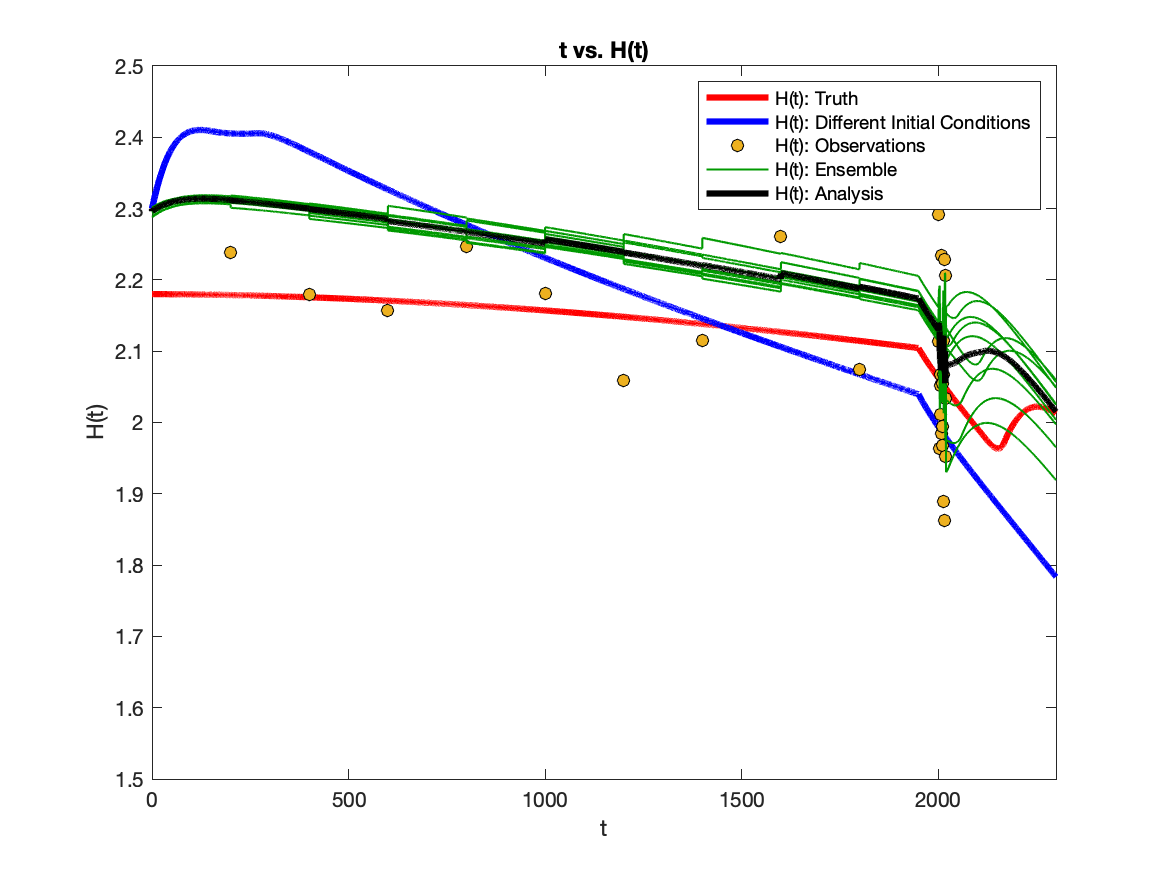 t vs. H(t)
2.5
2.4
2.3
2.2
2.1
2
1.9
1.8
1.7
1.6
1.5
H(t)
0
500
1000
1500
2000
t
H(t): Truth
H(t): Different Initial Conditions
H(t): Observations
H(t): Ensemble
H(t): Analysis